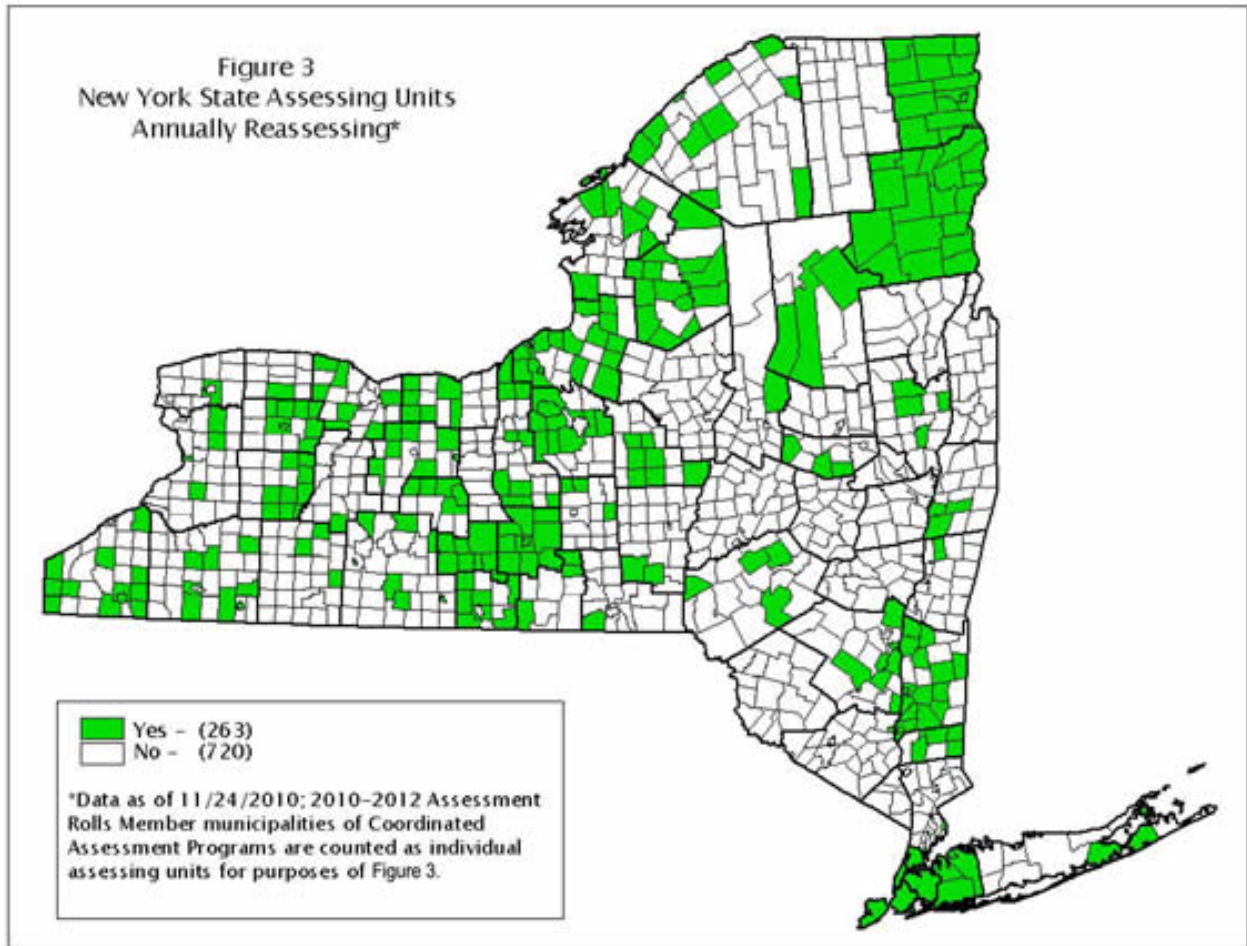 Figure 3
New York State Assessing Units
Annually Reassessing*
Yes – (263)
No – (720)
*Data as of 11/24/2010; 2010–2012 Assessment
Rolls Member municipalities of Coordinated
Assessment Programs are counted as individual
assessing units for purposes of Figure 3.